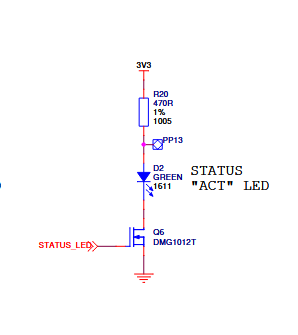 3V3
R20
470R
1%
1005
PP13
D2
GREEN
1611
STATUS
"ACT" LED
STATUS_LED
Q6
DMG1012T